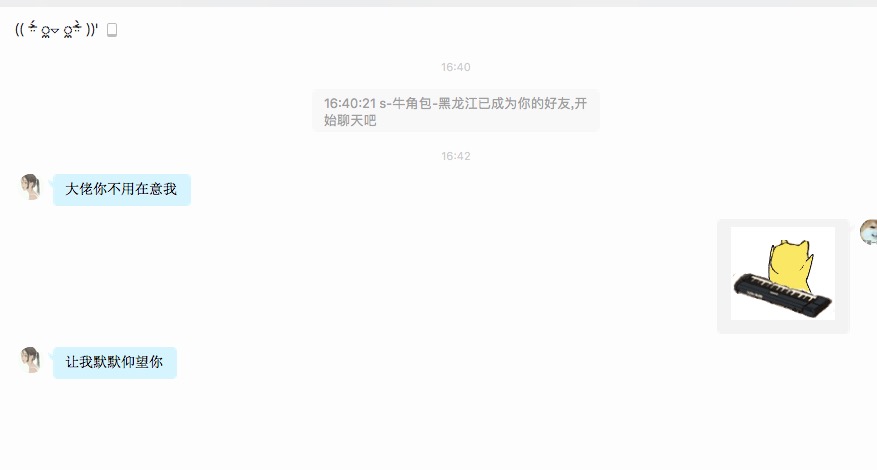 16:40
16:40:21 s-牛角包-黑龙江已成为你的好友,开
始聊天吧
16:42
大佬你不用在意我
让我默默仰望你